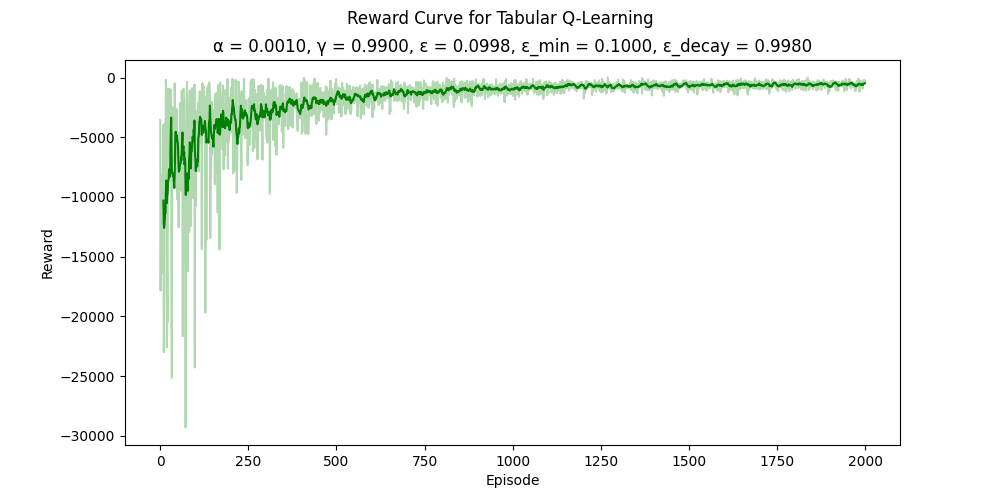 Reward Curve for Tabular Q-Learning
α = 0.0010, γ = 0.9900, ε = 0.0998, ε_min = 0.1000, ε_decay = 0.9980
0
−5000
−10000
−15000
−20000
−25000
−30000
Reward
0 250 500 750 1000 1250 1500 1750 2000
Episode